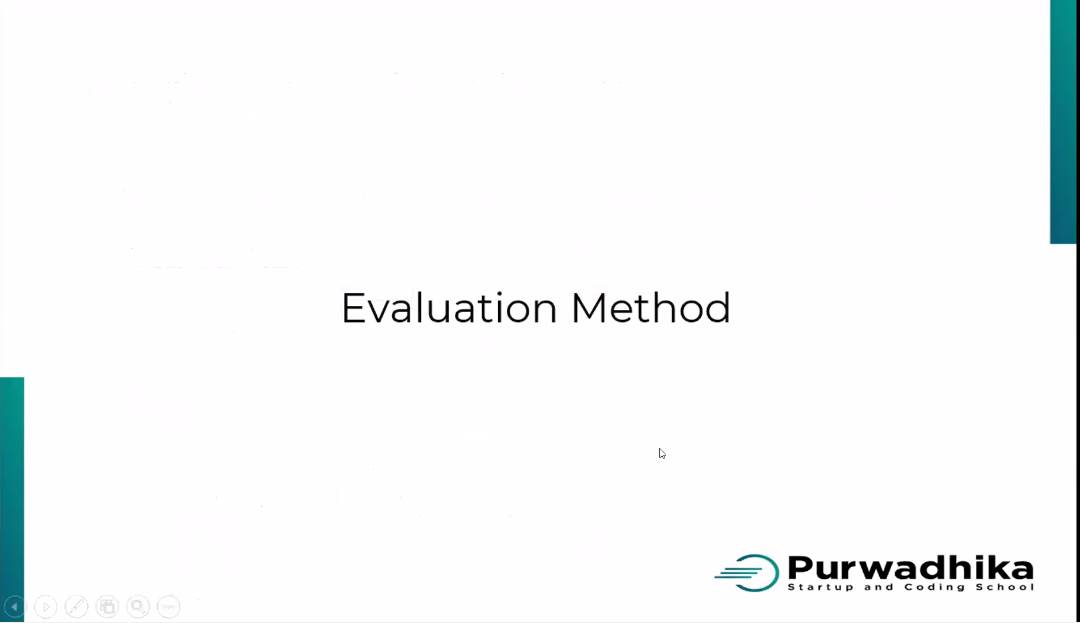 Evaluation Method
Purwadhika
Startup and Coding School